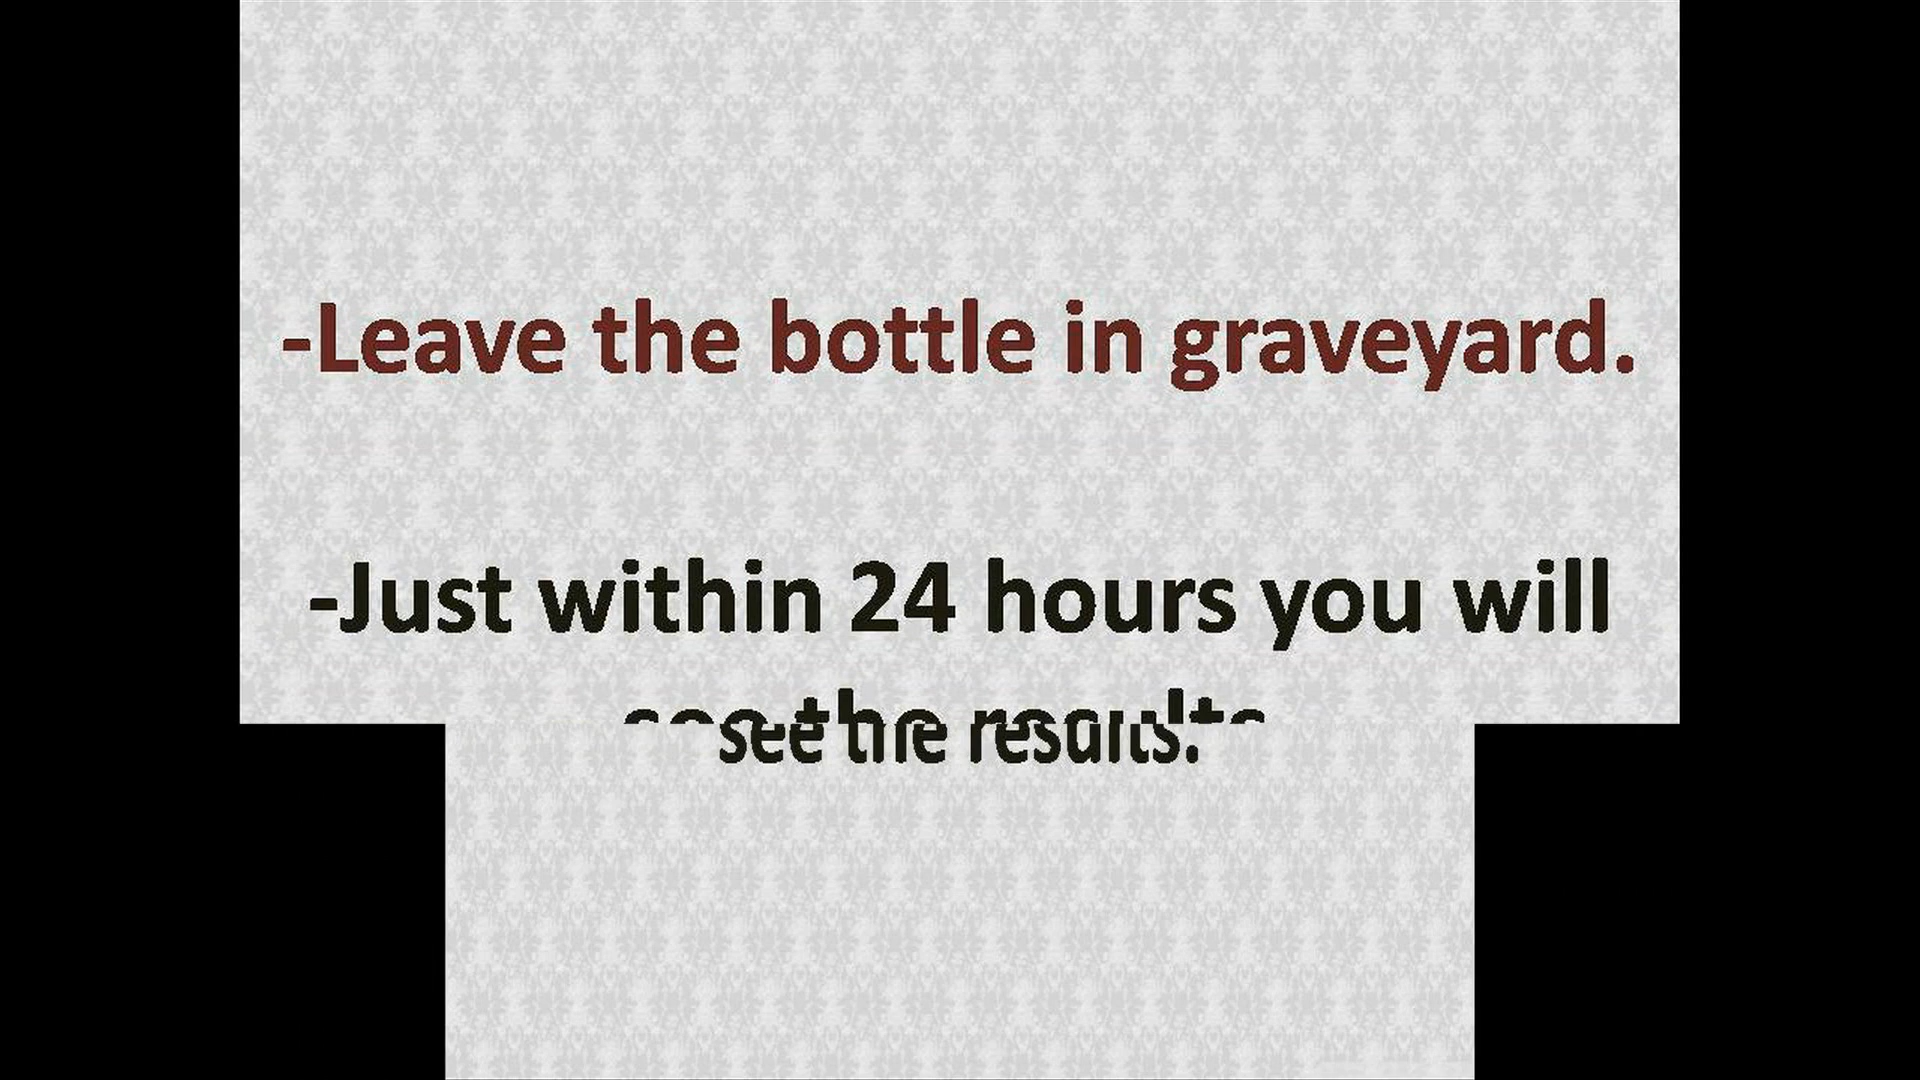 -Leave the bottle in graveyard.
-Just within 24 hours you will
see the results.